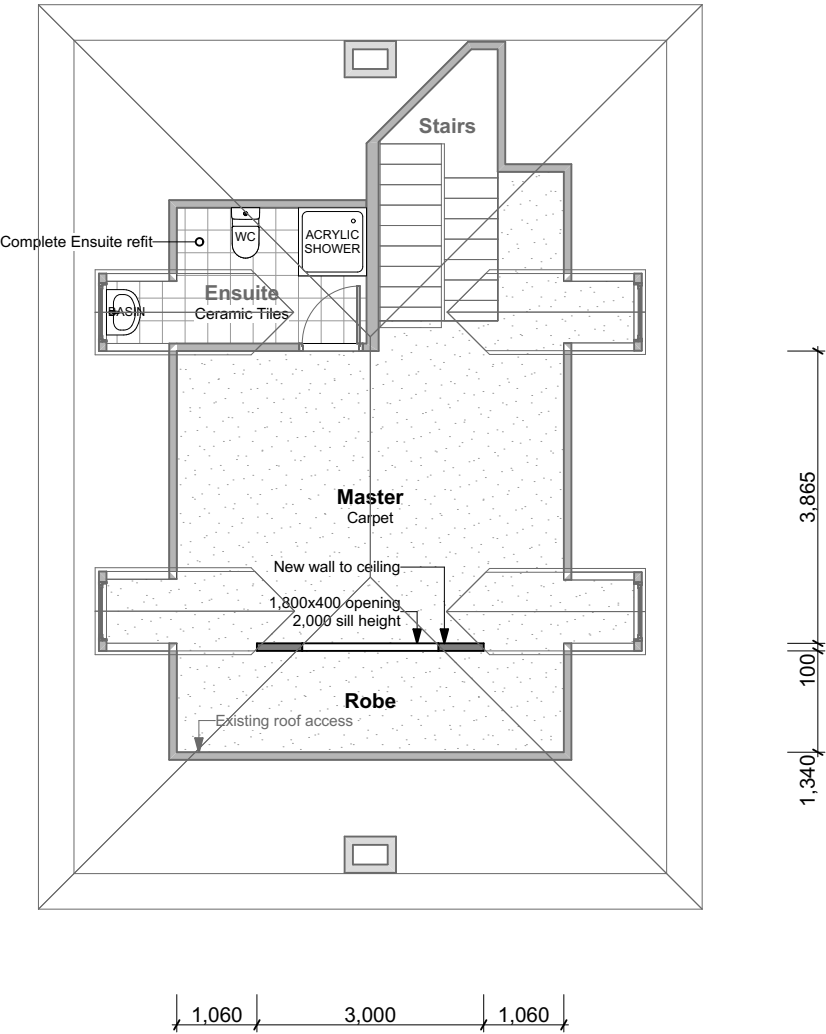 Stairs
Complete Ensuite refit
WC
ACRYLIC
SHOWER
Ensuite
BASIN
Ceramic Tiles
3,865
Master
Carpet
New wall to ceiling
1,800x400 opening
2,000 sill height
100
Robe
Existing roof access
1,340
1,060
3,000
1,060